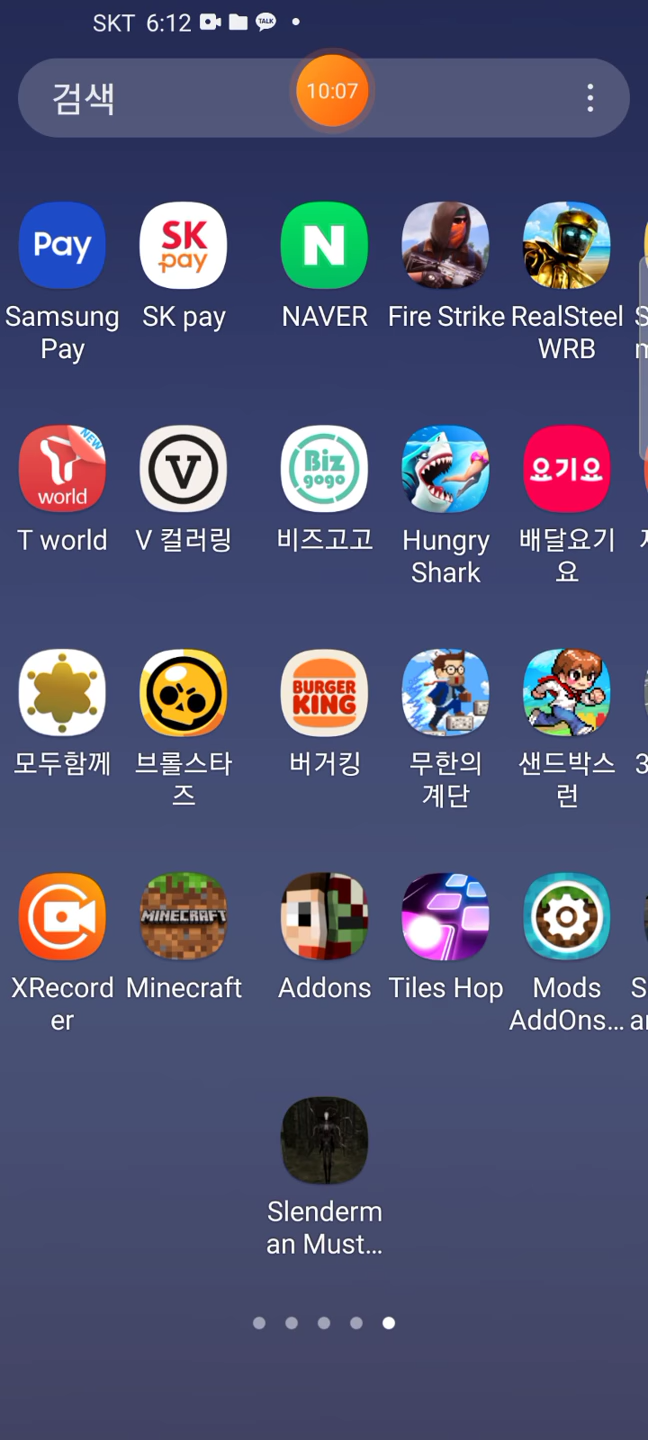 SKT 6:12 TALK
검색
10:07
Pay
SK
pay
N
Samsung
Pay
SK pay
NAVER
Fire Strike
RealSteel
WRB
NEW
world
V
Biz
gogo
요기요
T world
V 컬러링
비즈고고
Hungry
Shark
배달요기
요
BURGER
KING
모두함께
브롤스타
즈
버거킹
무한의
계단
샌드박스
런
3
MINECRAFT
XRecord
er
Minecraft
Addons
Tiles Hop
Mods
AddOns...
Slenderm
an Must...